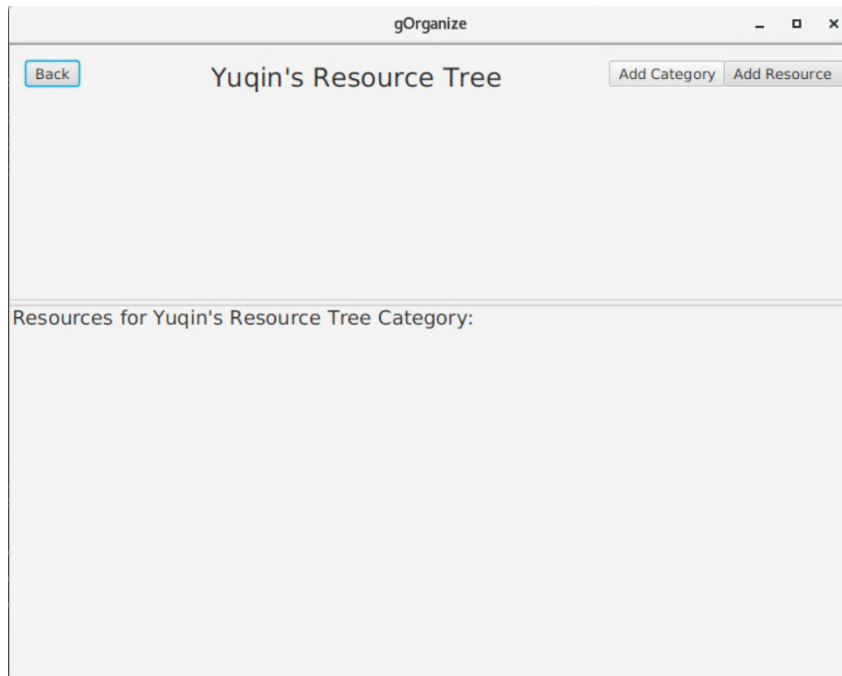 gOrganize
Back
Yuqin's Resource Tree
Add Category
Add Resource
Resources for Yuqin's Resource Tree Category: